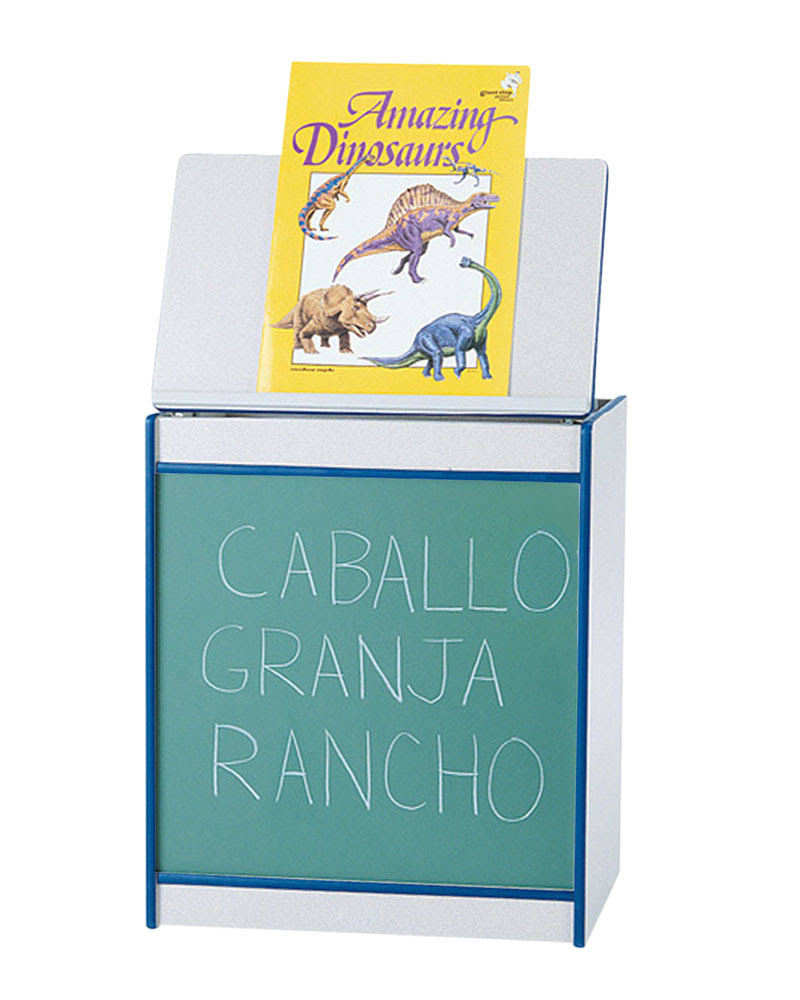 Amazing
Dinosaurs
CABALLO
GRANJA
RANCHO